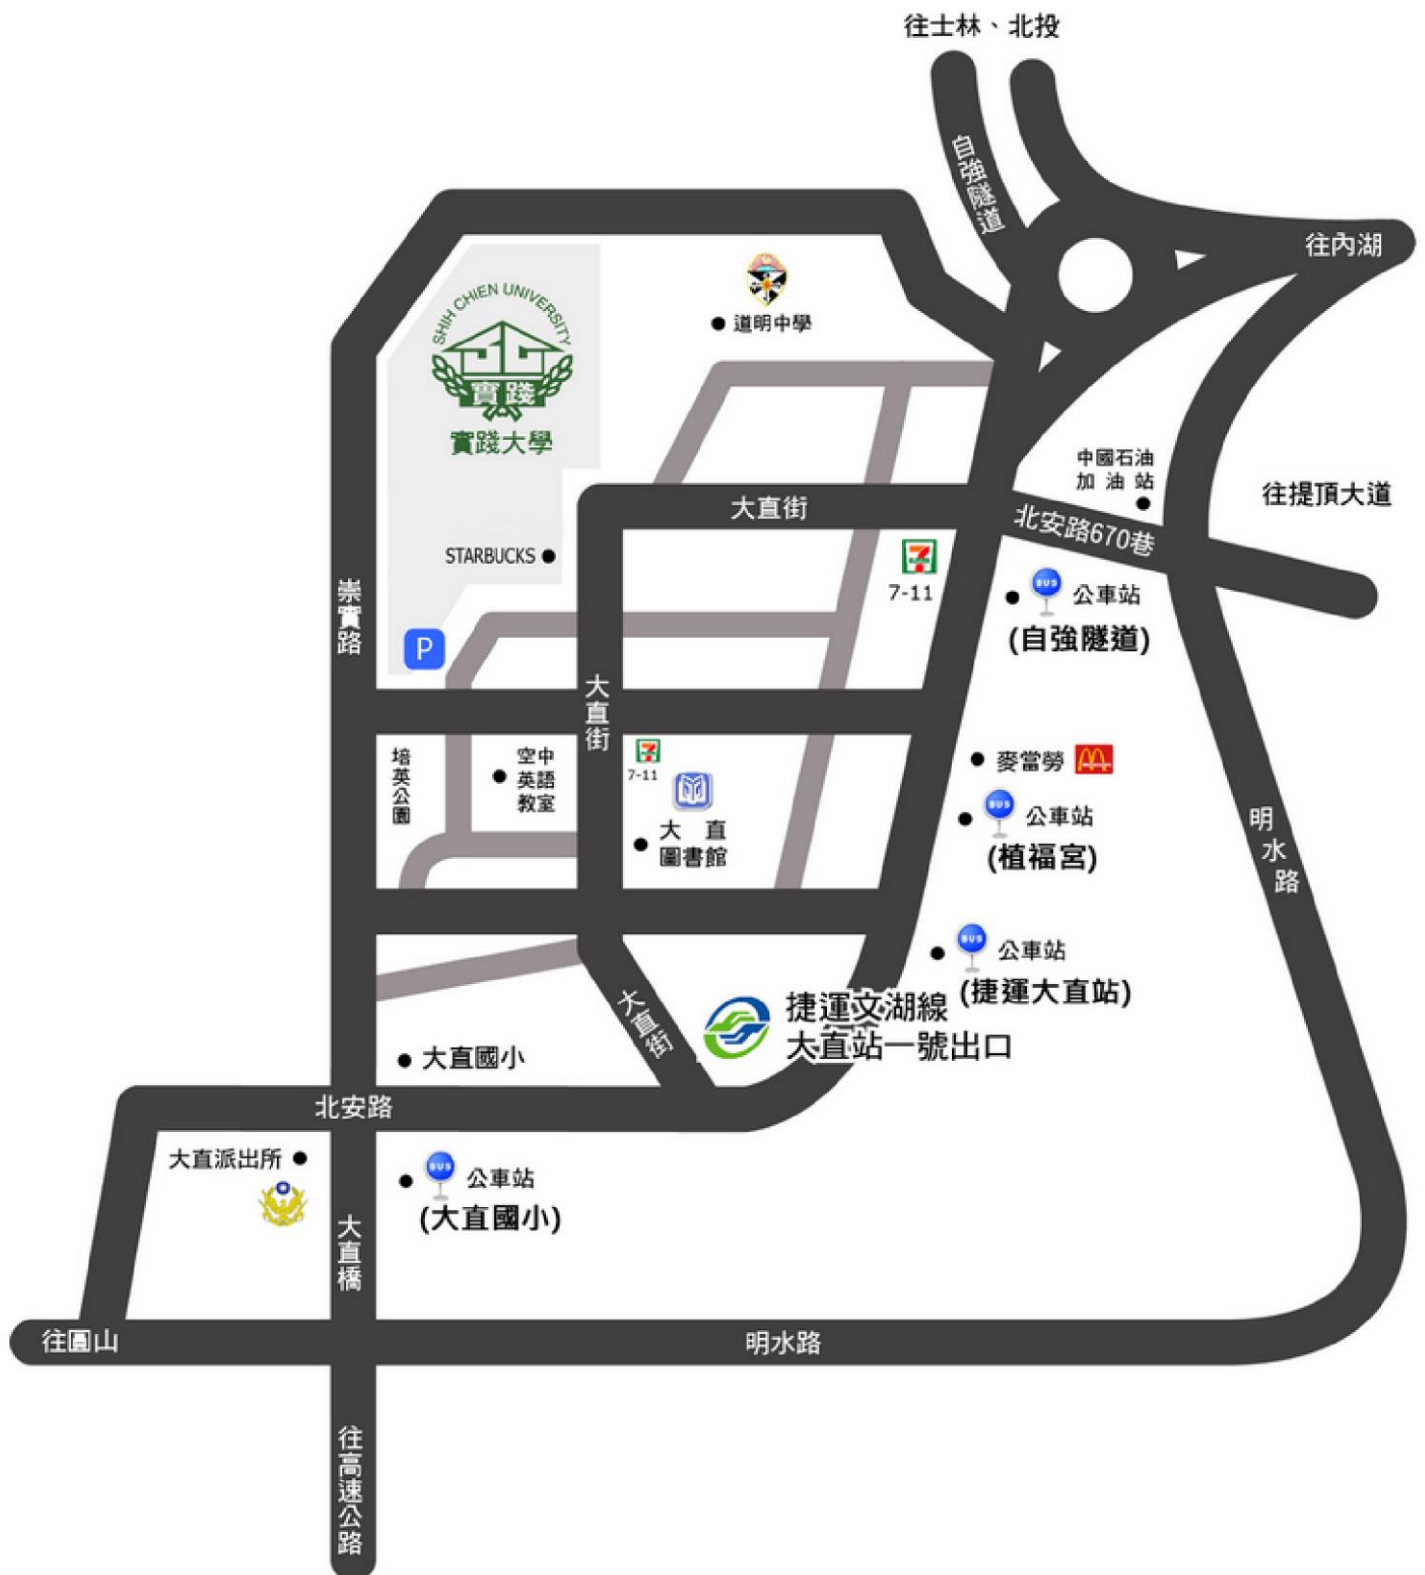 往士林、北投
自強隧道
往內湖
SHIH CHIEN UNIVERSITY
實踐
實踐大學
道明中學
中國石油
加油站
往提頂大道
大直街
北安路670巷
STARBUCKS
7-11
BUS
公車站
(自強隧道)
崇實路
P
大直街
培英公園
空中
英語
教室
7-11
大直
圖書館
麥當勞
BUS
公車站
(植福宮)
明水路
BUS
公車站
(捷運大直站)
大直街
捷運文湖線
大直站一號出口
大直國小
北安路
大直派出所
BUS
公車站
(大直國小)
大直橋
往圓山
明水路
往高速公路